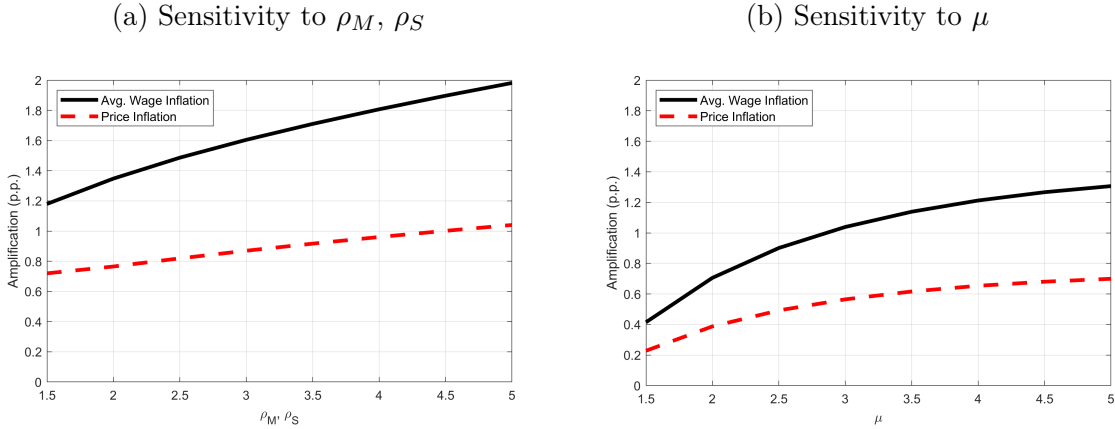 (a) Sensitivity to ρ_M, ρ_S
Avg. Wage Inflation
Price Inflation
Amplification (p.p.)
2
1.8
1.6
1.4
1.2
1
0.8
0.6
0.4
0.2
0
1.5 2 2.5 3 3.5 4 4.5 5
ρ_M, ρ_S
(b) Sensitivity to μ
Avg. Wage Inflation
Price Inflation
Amplification (p.p.)
2
1.8
1.6
1.4
1.2
1
0.8
0.6
0.4
0.2
0
1.5 2 2.5 3 3.5 4 4.5 5
μ